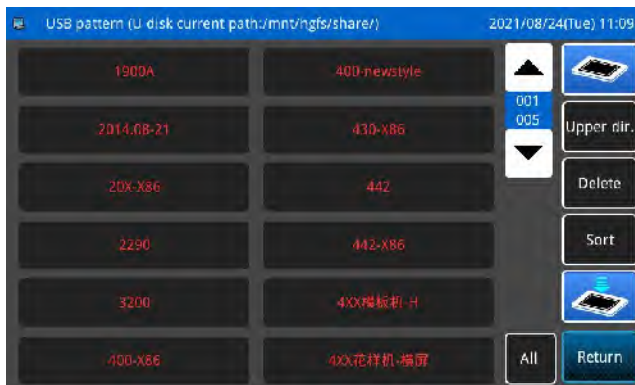 USB pattern (U disk current path:/mnt/hgfs/share/) 2021/08/24(Tue) 11:09
1900A 400-newstyle
001
005
Upper dir.
2014.08-21 430-X86
20X-X86 442
Delete
2290 442-X86
Sort
3200 4XX模板机-H
400-X86 4XX花样机-横屏
All
Return